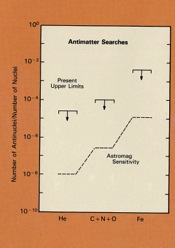 Antimatter Searches
Present
Upper Limits
Astromag
Sensitivity
Number of Antinuclei/Number of Nuclei
10⁰
10⁻²
10⁻⁴
10⁻⁶
10⁻⁸
10⁻¹⁰
He
C + N + O
Fe